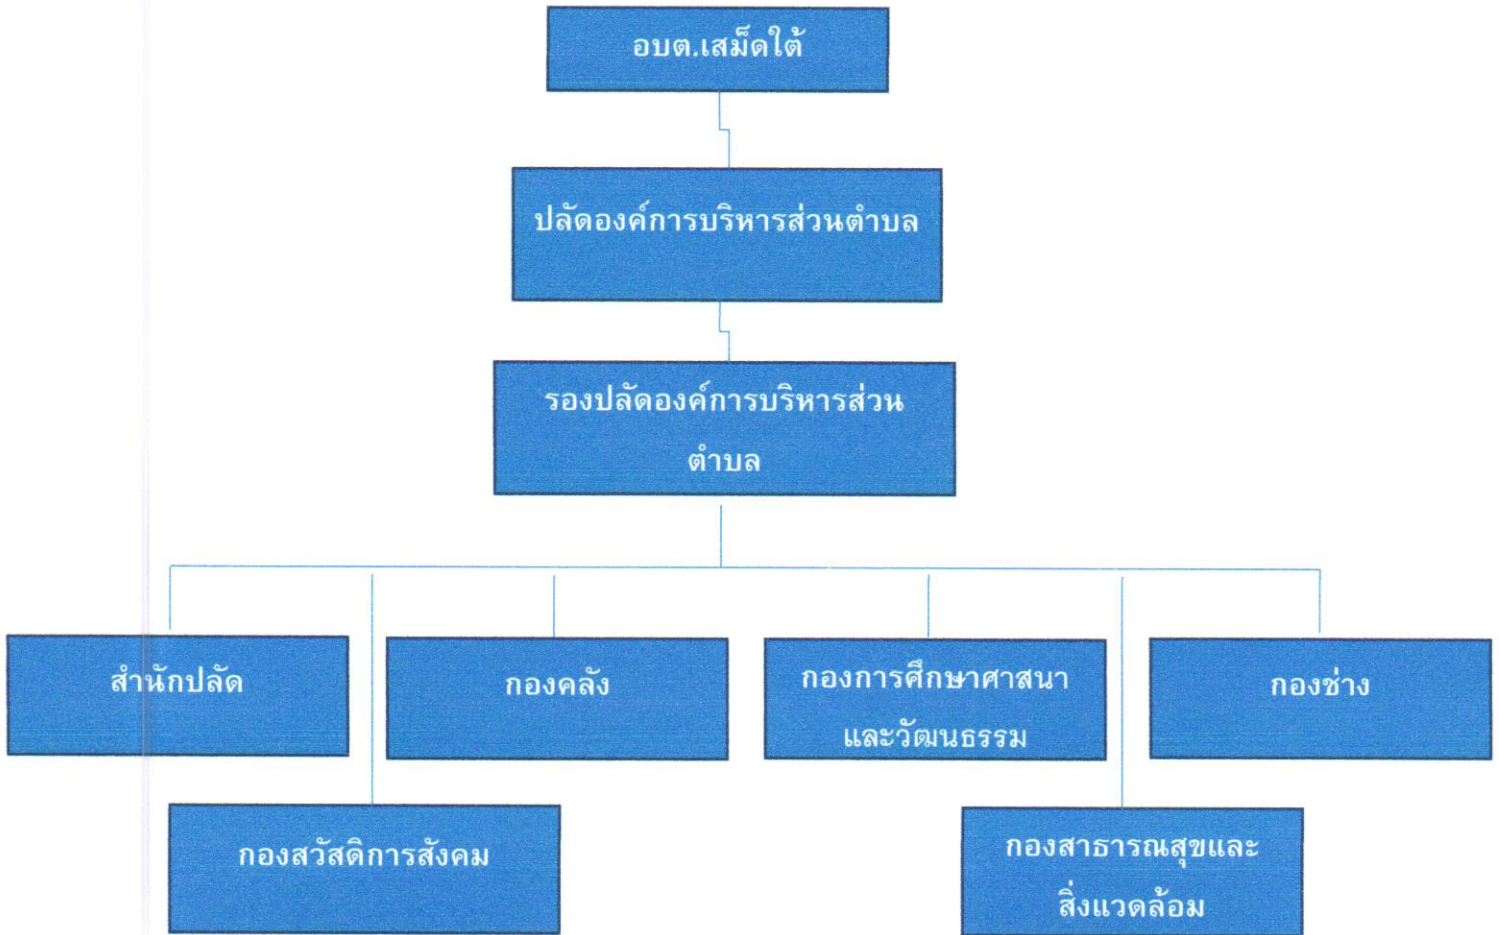 อบต.เสม็ดใต้
ปลัดองค์การบริหารส่วนตำบล
รองปลัดองค์การบริหารส่วน
ตำบล
สำนักปลัด
กองคลัง
กองการศึกษาศาสนา
และวัฒนธรรม
กองช่าง
กองสวัสดิการสังคม
กองสาธารณสุขและ
สิ่งแวดล้อม